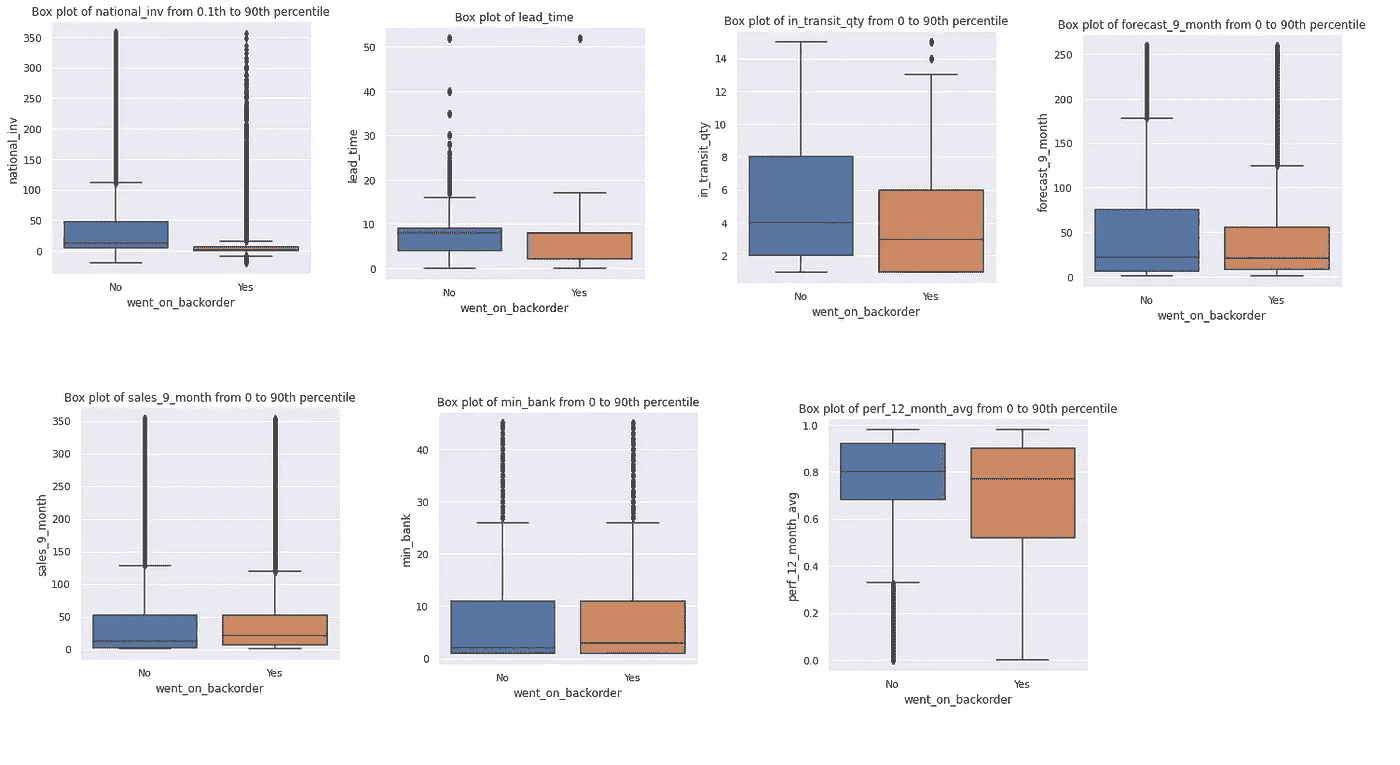 Box plot of national_inv from 0.1th to 90th percentile
350
300
250
200
150
100
50
0
national_inv
No
Yes
went_on_backorder
Box plot of lead_time
50
40
30
20
10
0
lead_time
No
Yes
went_on_backorder
Box plot of in_transit_qty from 0 to 90th percentile
14
12
10
8
6
4
2
in_transit_qty
No
Yes
went_on_backorder
Box plot of forecast_9_month from 0 to 90th percentile
250
200
150
100
50
0
forecast_9_month
No
Yes
went_on_backorder
Box plot of sales_9_month from 0 to 90th percentile
350
300
250
200
150
100
50
0
sales_9_month
No
Yes
went_on_backorder
Box plot of min_bank from 0 to 90th percentile
40
30
20
10
0
min_bank
No
Yes
went_on_backorder
Box plot of perf_12_month_avg from 0 to 90th percentile
1.0
0.8
0.6
0.4
0.2
0.0
perf_12_month_avg
No
Yes
went_on_backorder